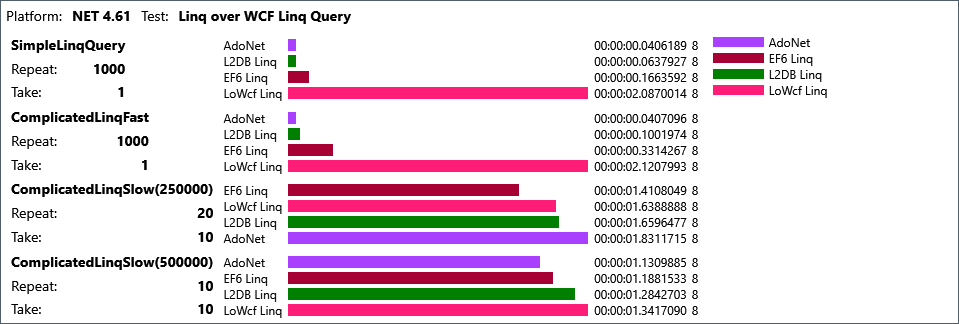 Platform: NET 4.61 Test: Linq over WCF Linq Query
SimpleLinqQuery
Repeat: 1000
Take: 1
AdoNet 00:00:00.0406189 8
L2DB Linq 00:00:00.0637927 8
EF6 Linq 00:00:00.1663592 8
LoWcf Linq 00:00:02.0870014 8
AdoNet
EF6 Linq
L2DB Linq
LoWcf Linq
ComplicatedLinqFast
Repeat: 1000
Take: 1
AdoNet 00:00:00.0407096 8
L2DB Linq 00:00:00.1001974 8
EF6 Linq 00:00:00.3314267 8
LoWcf Linq 00:00:02.1207993 8
ComplicatedLinqSlow(250000)
Repeat: 20
Take: 10
EF6 Linq 00:00:01.4108049 8
LoWcf Linq 00:00:01.6388888 8
L2DB Linq 00:00:01.6596477 8
AdoNet 00:00:01.8311715 8
ComplicatedLinqSlow(500000)
Repeat: 10
Take: 10
AdoNet 00:00:01.1309885 8
EF6 Linq 00:00:01.1881533 8
L2DB Linq 00:00:01.2842703 8
LoWcf Linq 00:00:01.3417090 8